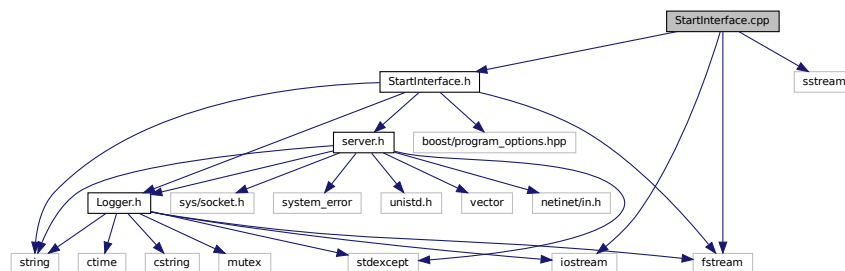 StartInterface.cpp
StartInterface.h
sstream
server.h
boost/program_options.hpp
Logger.h
sys/socket.h
system_error
unistd.h
vector
netinet/in.h
string
ctime
cstring
mutex
stdexcept
iostream
fstream